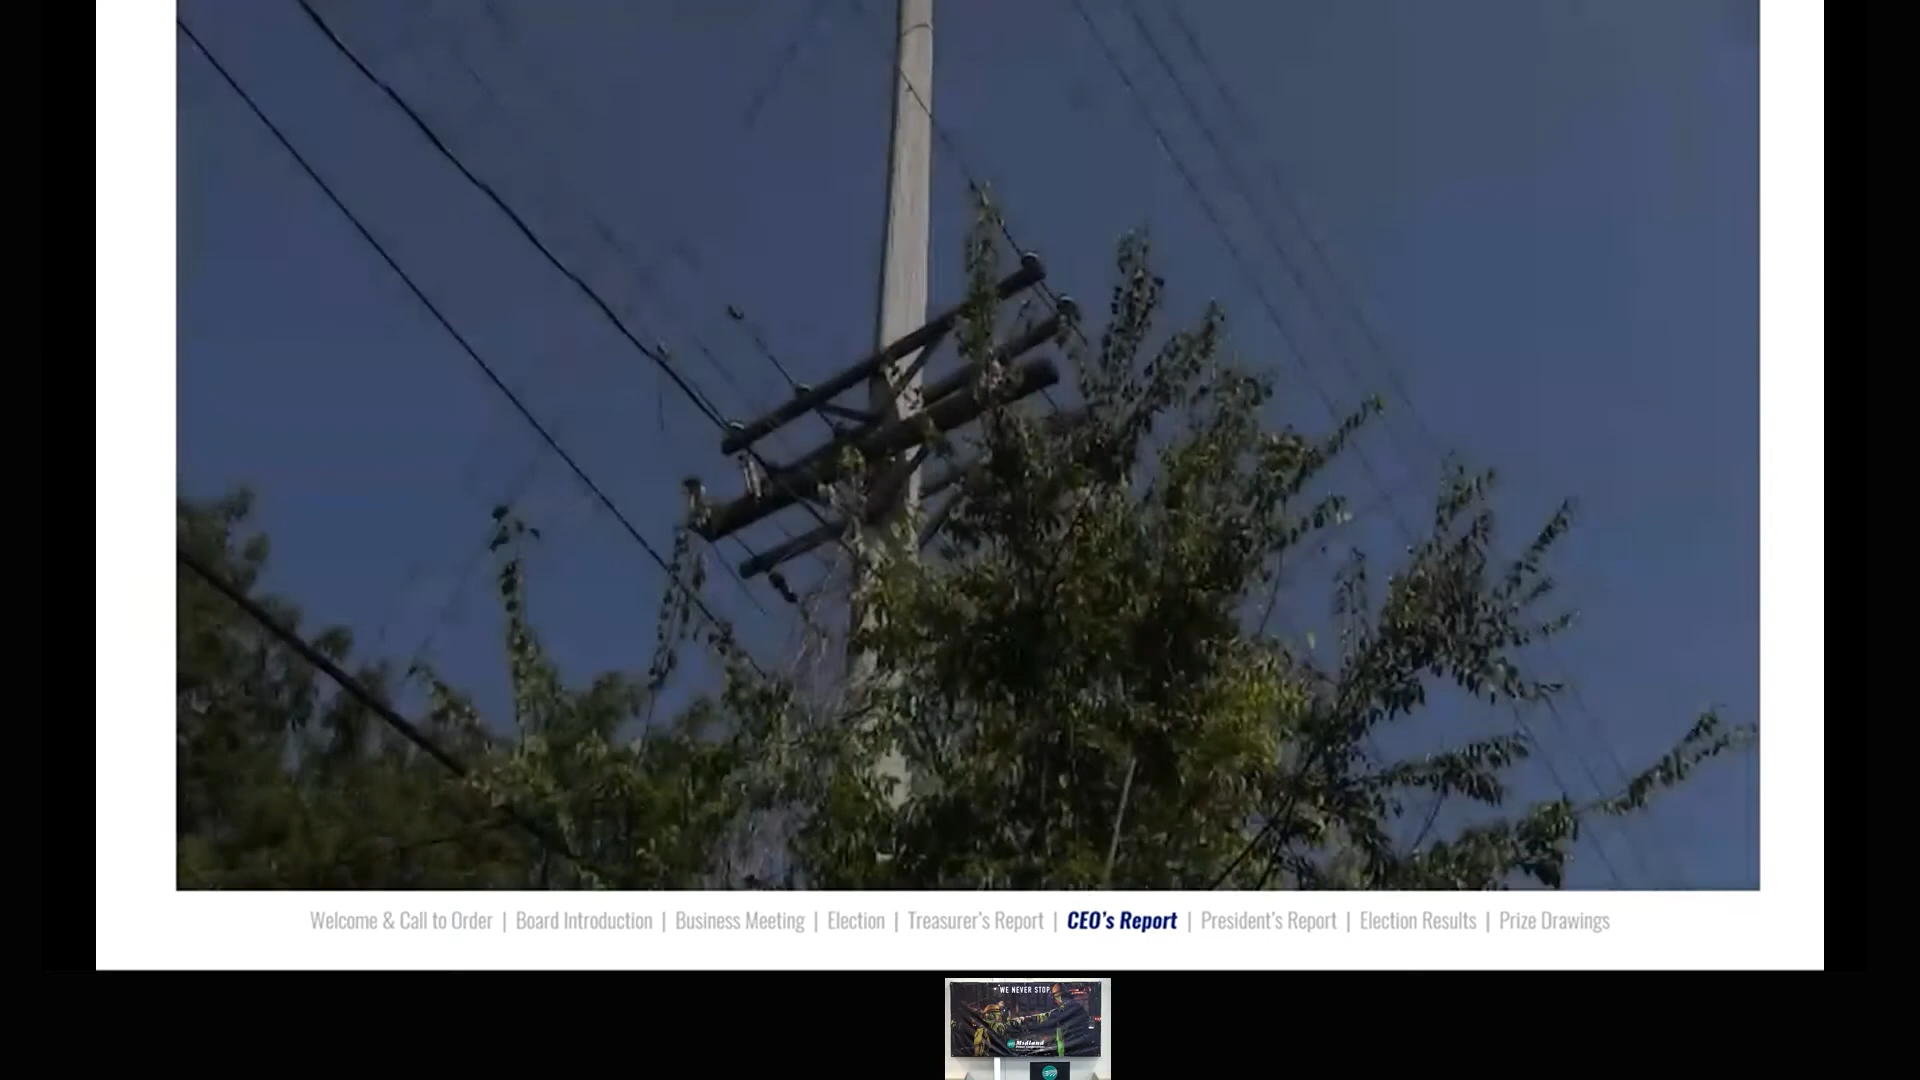 Welcome & Call to Order | Board Introduction | Business Meeting | Election | Treasurer's Report | CEO's Report | President's Report | Election Results | Prize Drawings
WE NEVER STOP
Midland